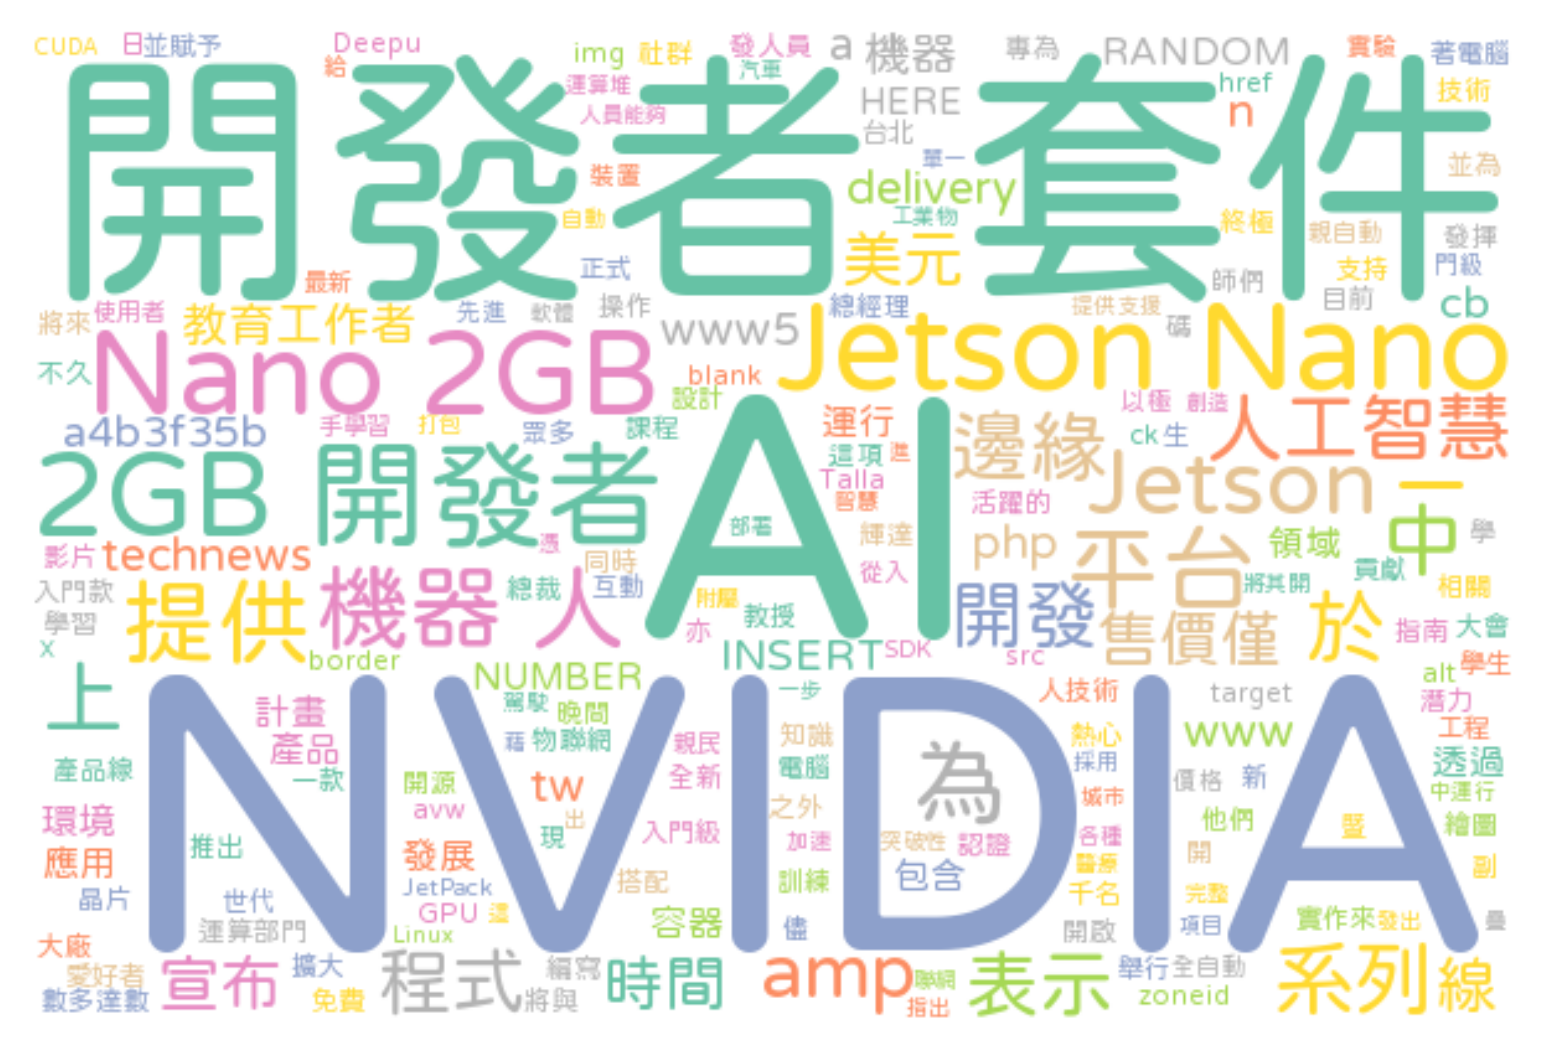 CUDA
日並賦予
Deepu
給
img
社群
發人員
汽車
a
機器
專為
RANDOM
實驗
著電腦
運算堆
人員能夠
HERE
台北
href
n
技術
開發者套件
裝置
自動
單一
delivery
工業物
終極
並為
親自動
發揮
最新
正式
美元
師們
支持
門級
將來
使用者
教育工作者
先進
軟體
操作
總經理
提供支援
目前
cb
碼
www5
Jetson Nano
Nano 2GB
不久
blank
設計
以極
創造
a4b3f35b
手學習
打包
眾多
課程
運行
邊緣
ck
生
人工智慧
這項
進
2GB 開發者
AI
Talla
智慧
活躍的
Jetson
一
中
學
影片
technews
憑
同時
部署
輝達
php
平台
領域
入門款
總裁
互動
從入
將其開
貢獻
相關
學習
提供
機器 人
附屬
教授
亦
開發
售價僅
於
指南
大會
x
border
NUMBER
INSERT
SDK
src
alt
學生
上
計畫
駕駛
晚間
一步
人技術
target
潛力
產品
藉
物聯網
親民
知識
熱心
www
工程
產品線
一款
開源
tw
全新
電腦
為
採用
價格
新
透過
NVIDIA
avw
出
之外
城市
中運行
環境
推出
現
入門級
加速
突破性
認證
各種
他們
暨
繪圖
應用
發展
搭配
訓練
包含
醫療
開
副
晶片
世代
JetPack
千名
完整
運算部門
GPU
這
容器
儘
開啟
項目
實作來
發出
疊
大廠
Linux
愛好者
宣布
擴大
程式
編寫
時間
amp
聯網
表示
舉行
全自動
系列
線
數多達數
免費
將與
指出
zoneid